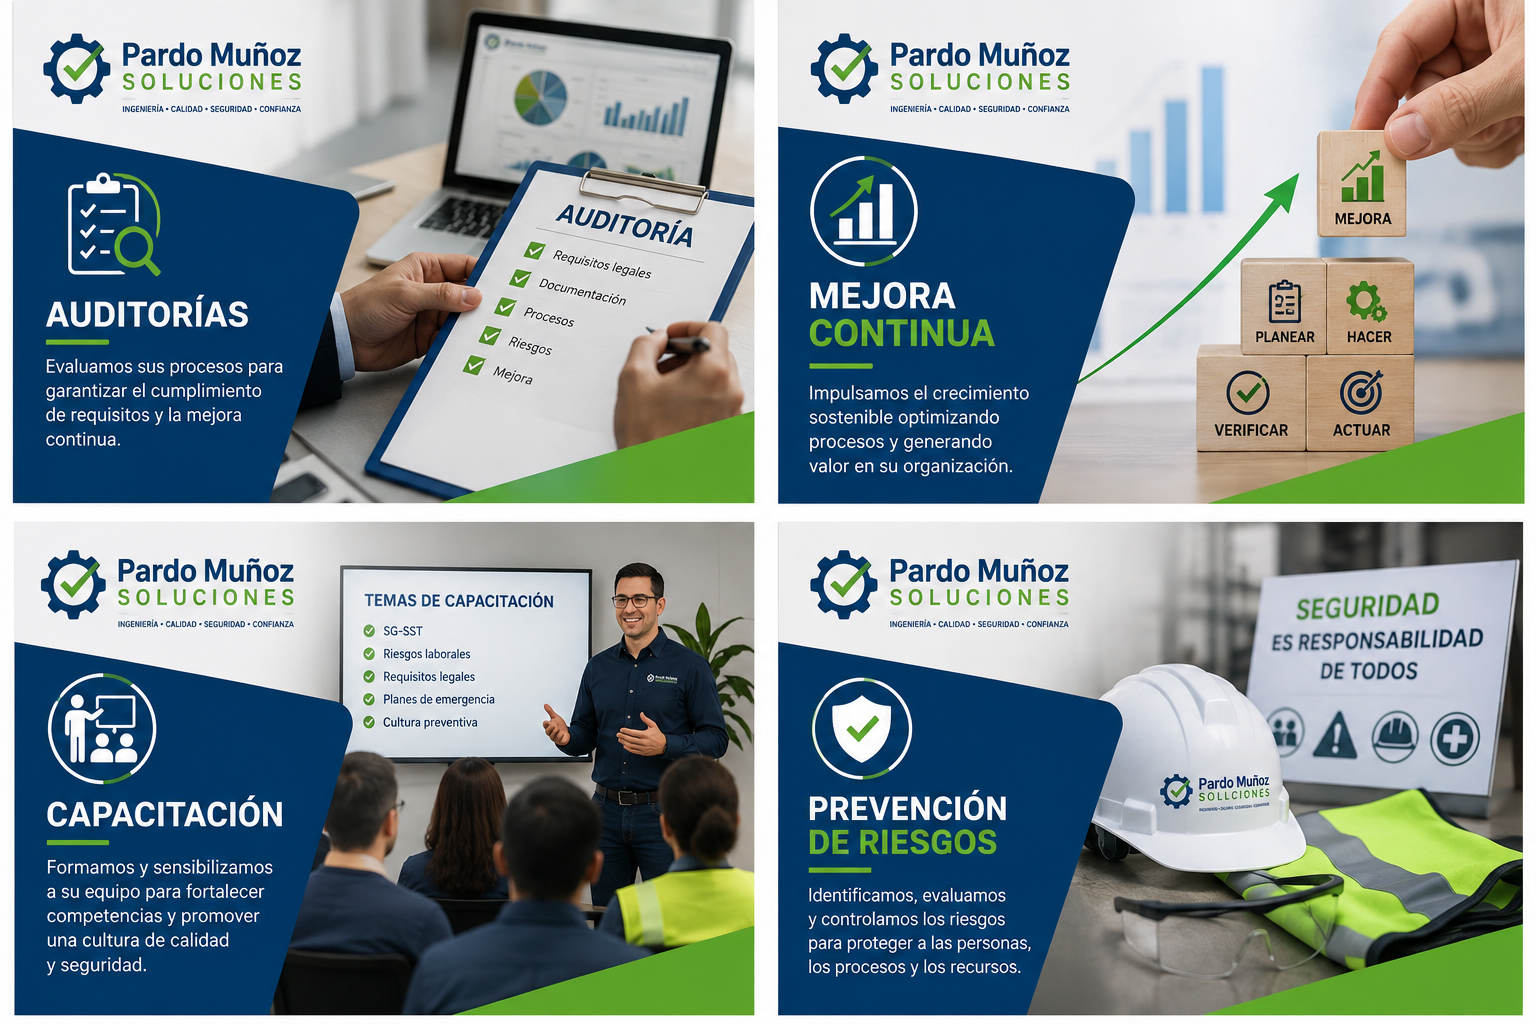 Pardo Muñoz
SOLUCIONES
INGENIERÍA • CALIDAD • SEGURIDAD • CONFIANZA
AUDITORÍAS
Evaluamos sus procesos para
garantizar el cumplimiento
de requisitos y la mejora
continua.
AUDITORÍA
Requisitos legales
Documentación
Procesos
Riesgos
Mejora
Pardo Muñoz
SOLUCIONES
INGENIERÍA • CALIDAD • SEGURIDAD • CONFIANZA
MEJORA
CONTINUA
Impulsamos el crecimiento
sostenible optimizando
procesos y generando
valor en su organización.
MEJORA
PLANEAR
HACER
VERIFICAR
ACTUAR
Pardo Muñoz
SOLUCIONES
INGENIERÍA • CALIDAD • SEGURIDAD • CONFIANZA
CAPACITACIÓN
Formamos y sensibilizamos
a su equipo para fortalecer
competencias y promover
una cultura de calidad
y seguridad.
TEMAS DE CAPACITACIÓN
SG-SST
Riesgos laborales
Requisitos legales
Planes de emergencia
Cultura preventiva
Pardo Muñoz
SOLUCIONES
INGENIERÍA • CALIDAD • SEGURIDAD • CONFIANZA
PREVENCIÓN
DE RIESGOS
Identificamos, evaluamos
y controlamos los riesgos
para proteger a las personas,
los procesos y los recursos.
SEGURIDAD
ES RESPONSABILIDAD
DE TODOS
Pardo Muñoz
SOLLCIONES